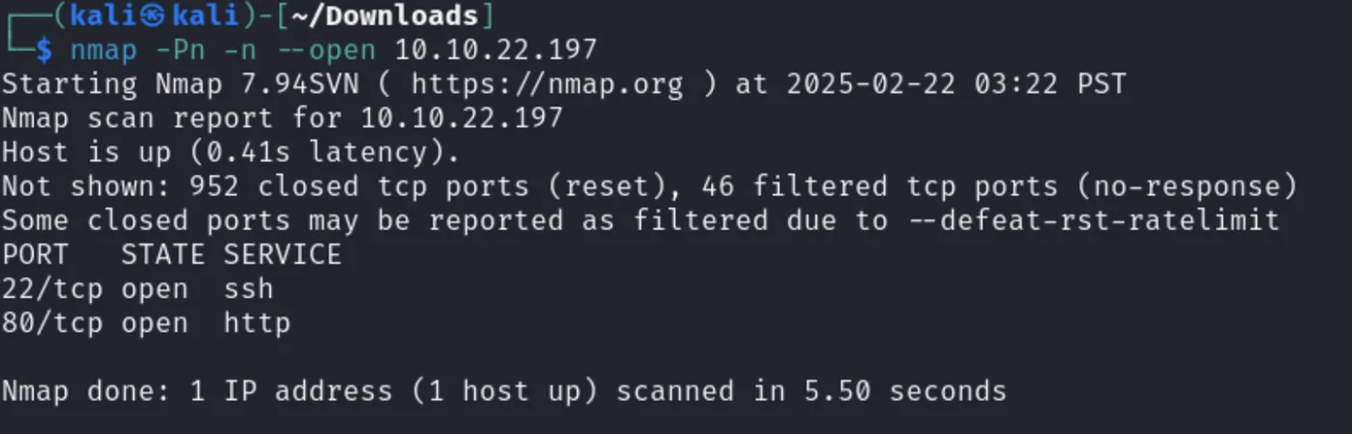 ┌──(kali㉿kali)-[~/Downloads]
└─$ nmap -Pn -n --open 10.10.22.197
Starting Nmap 7.94SVN ( https://nmap.org ) at 2025-02-22 03:22 PST
Nmap scan report for 10.10.22.197
Host is up (0.41s latency).
Not shown: 952 closed tcp ports (reset), 46 filtered tcp ports (no-response)
Some closed ports may be reported as filtered due to --defeat-rst-ratelimit
PORT   STATE SERVICE
22/tcp open  ssh
80/tcp open  http
Nmap done: 1 IP address (1 host up) scanned in 5.50 seconds